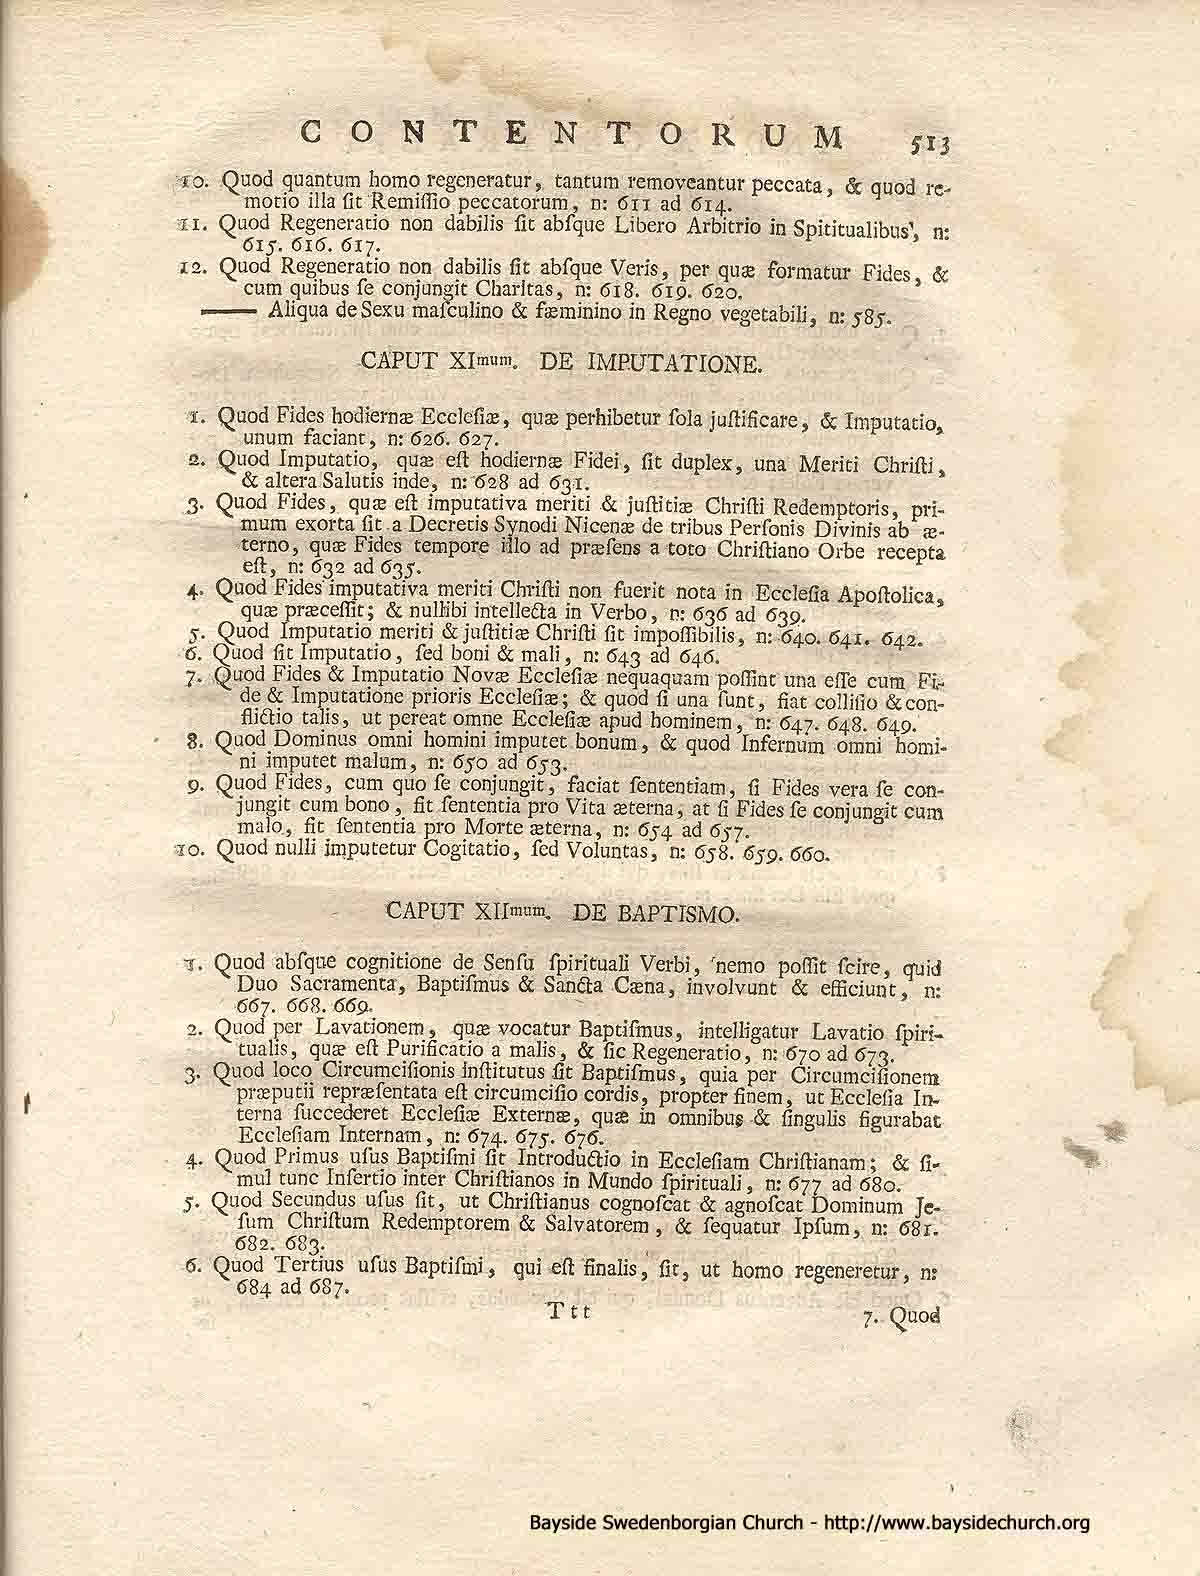 CONTENTORUM 513
10. Quod quantum homo regeneratur, tantum removeantur peccata, & quod re-
motio illa ſit Remiſſio peccatorum, n: 611 ad 614.
11. Quod Regeneratio non dabilis ſit abſque Libero Arbitrio in Spititualibus, n:
615. 616. 617.
12. Quod Regeneratio non dabilis ſit abſque Veris, per quæ formatur Fides, &
cum quibus ſe conjungit Charitas, n: 618. 619. 620.
—— Aliqua de Sexu maſculino & fæminino in Regno vegetabili, n: 585.
CAPUT XImum. DE IMPUTATIONE.
1. Quod Fides hodiernæ Eccleſiæ, quæ perhibetur ſola juſtificare, & Imputatio,
unum faciant, n: 626. 627.
2. Quod Imputatio, quæ eſt hodiernæ Fidei, ſit duplex, una Meriti Chriſti,
& altera Salutis inde, n: 628 ad 631.
3. Quod Fides, quæ eſt imputativa meriti & juſtitiæ Chriſti Redemptoris, pri-
mum exorta ſit a Decretis Synodi Nicenæ de tribus Perſonis Divinis ab æ-
terno, quæ Fides tempore illo ad præſens a toto Chriſtiano Orbe recepta
eſt, n: 632 ad 635.
4. Quod Fides imputativa meriti Chriſti non fuerit nota in Eccleſia Apoſtolica,
quæ præceſſit; & nullibi intellecta in Verbo, n: 636 ad 639.
5. Quod Imputatio meriti & juſtitiæ Chriſti ſit impoſſibilis, n: 640. 641. 642.
6. Quod ſit Imputatio, ſed boni & mali, n: 643 ad 646.
7. Quod Fides & Imputatio Novæ Eccleſiæ nequaquam poſſint una eſſe cum Fi-
de & Imputatione prioris Eccleſiæ; & quod ſi una ſunt, fiat colliſio & con-
flictio talis, ut pereat omne Eccleſiæ apud hominem, n: 647. 648. 649.
8. Quod Dominus omni homini imputet bonum, & quod Infernum omni homi-
ni imputet malum, n: 650 ad 653.
9. Quod Fides, cum quo ſe conjungit, faciat ſententiam, ſi Fides vera ſe con-
jungit cum bono, fit ſententia pro Vita æterna, at ſi Fides ſe conjungit cum
malo, fit ſententia pro Morte æterna, n: 654 ad 657.
10. Quod nulli imputetur Cogitatio, ſed Voluntas, n: 658. 659. 660.
CAPUT XIImum. DE BAPTISMO.
1. Quod abſque cognitione de Senſu ſpirituali Verbi, nemo poſſit ſcire, quid
Duo Sacramenta, Baptiſmus & Sancta Cæna, involvunt & efficiunt, n:
667. 668. 669.
2. Quod per Lavationem, quæ vocatur Baptiſmus, intelligatur Lavatio ſpiri-
tualis, quæ eſt Purificatio a malis, & ſic Regeneratio, n: 670 ad 673.
3. Quod loco Circumciſionis inſtitutus ſit Baptiſmus, quia per Circumciſionem
præputii repræſentata eſt circumciſio cordis, propter finem, ut Eccleſia In-
terna ſuccederet Eccleſiæ Externæ, quæ in omnibus & ſingulis figurabat
Eccleſiam Internam, n: 674. 675. 676.
4. Quod Primus uſus Baptiſmi ſit Introductio in Eccleſiam Chriſtianam; & ſi-
mul tunc Inſertio inter Chriſtianos in Mundo ſpirituali, n: 677 ad 680.
5. Quod Secundus uſus ſit, ut Chriſtianus cognoſcat & agnoſcat Dominum Je-
ſum Chriſtum Redemptorem & Salvatorem, & ſequatur Ipſum, n: 681.
682. 683.
6. Quod Tertius uſus Baptiſmi, qui eſt finalis, ſit, ut homo regeneretur, n:
684 ad 687.
Ttt 7. Quod
Bayside Swedenborgian Church - http://www.baysidechurch.org